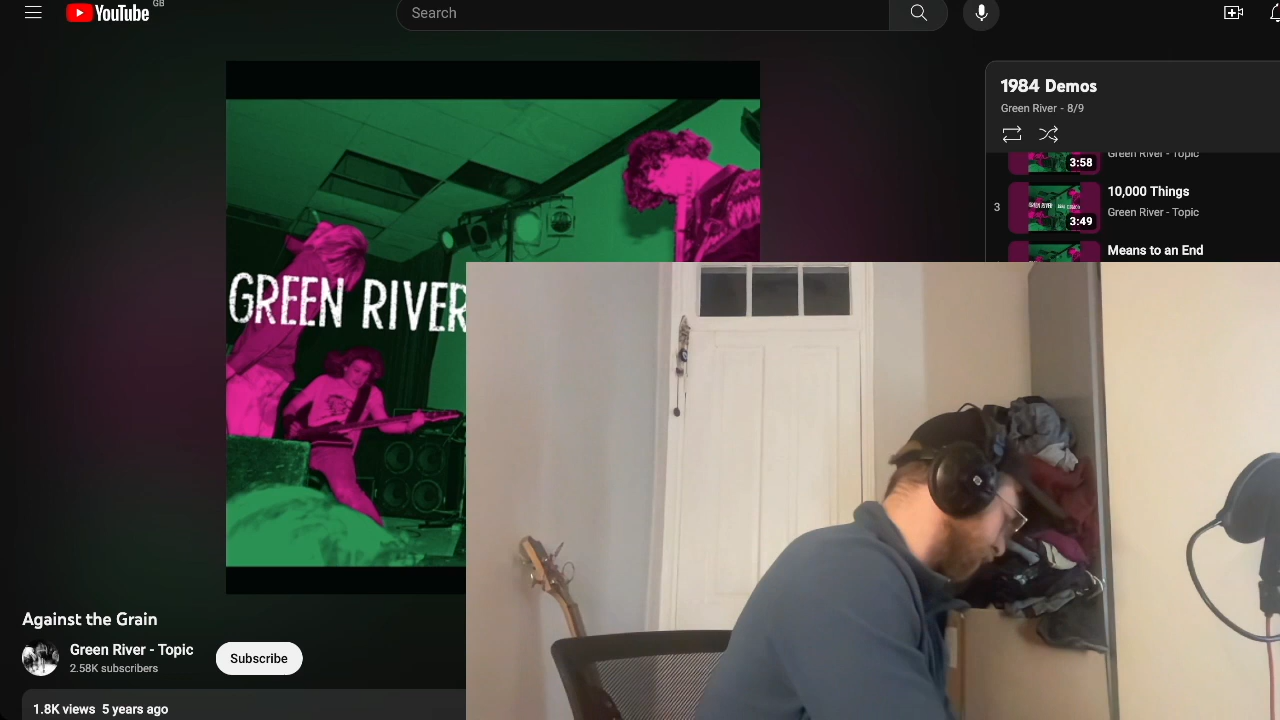 YouTube GB
Search
GREEN RIVER
1984 Demos
Green River - 8/9
3:58
Green River - Topic
3
3:49
10,000 Things
Green River - Topic
Means to an End
Against the Grain
Green River - Topic
2.58K subscribers
Subscribe
1.8K views 5 years ago